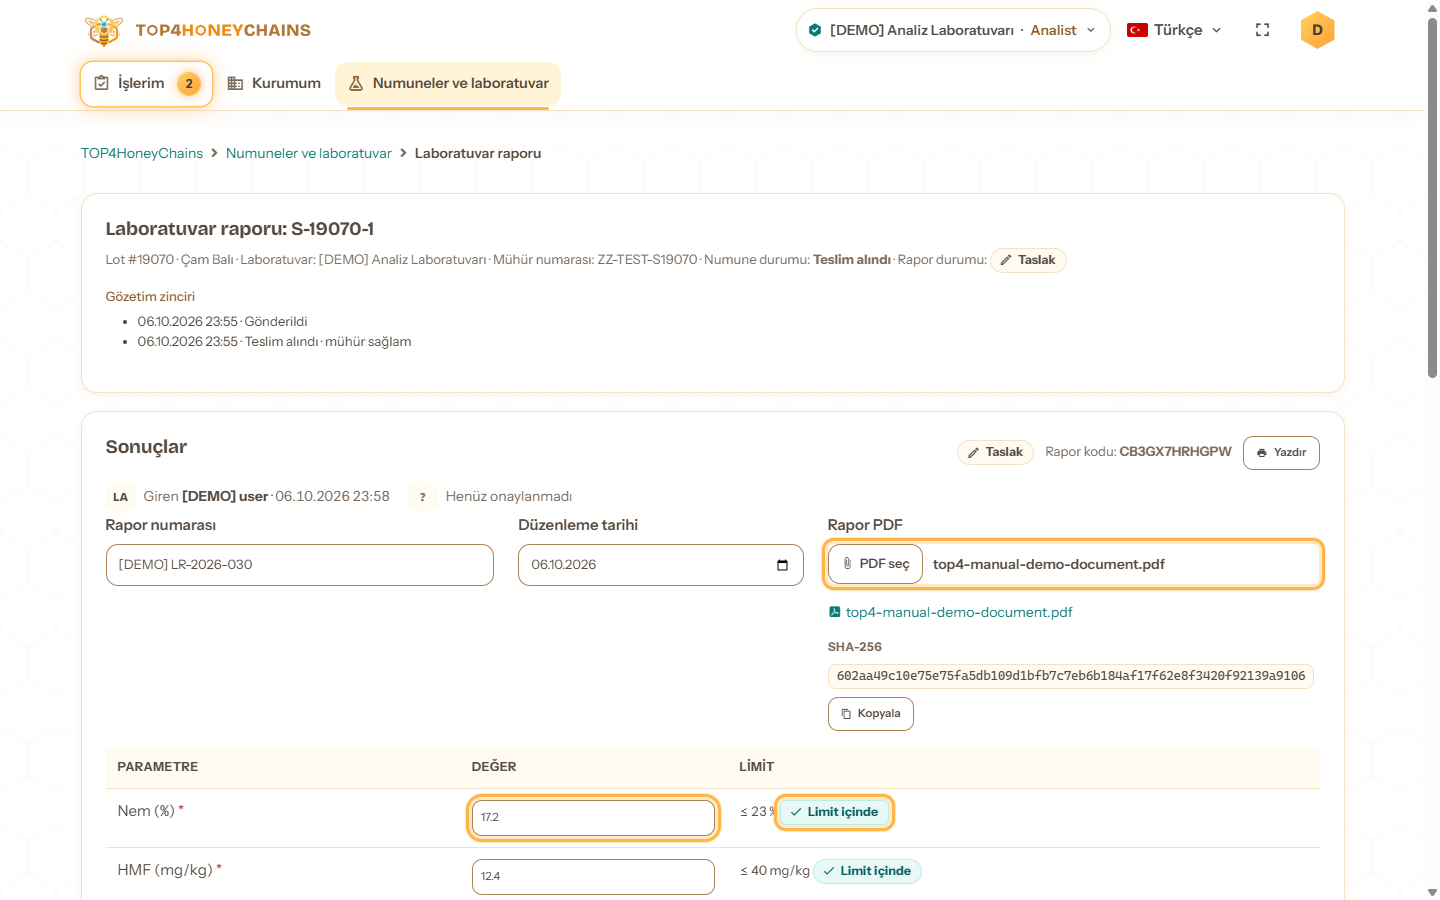 TOP4HONEYCHAINS
[DEMO] Analiz Laboratuvarı · Analist
Türkçe
D
İşlerim 2
Kurumum
Numuneler ve laboratuvar
TOP4HoneyChains > Numuneler ve laboratuvar > Laboratuvar raporu
Laboratuvar raporu: S-19070-1
Lot #19070 · Çam Balı · Laboratuvar: [DEMO] Analiz Laboratuvarı · Mühür numarası: ZZ-TEST-S19070 · Numune durumu: Teslim alındı · Rapor durumu: Taslak
Gözetim zinciri
• 06.10.2026 23:55 · Gönderildi
• 06.10.2026 23:55 · Teslim alındı · mühür sağlam
Sonuçlar
Taslak Rapor kodu: CB3GX7HRHGPW Yazdır
LA Giren [DEMO] user · 06.10.2026 23:58 ? Henüz onaylanmadı
Rapor numarası Düzenleme tarihi Rapor PDF
[DEMO] LR-2026-030 06.10.2026 PDF seç top4-manual-demo-document.pdf
top4-manual-demo-document.pdf
SHA-256
602aa49c10e75e75fa5db109d1bfb7c7eb6b184af17f62e8f3420f92139a9106
Kopyala
PARAMETRE DEĞER LİMİT
Nem (%) * 17.2 ≤ 23 % Limit içinde
HMF (mg/kg) * 12.4 ≤ 40 mg/kg Limit içinde